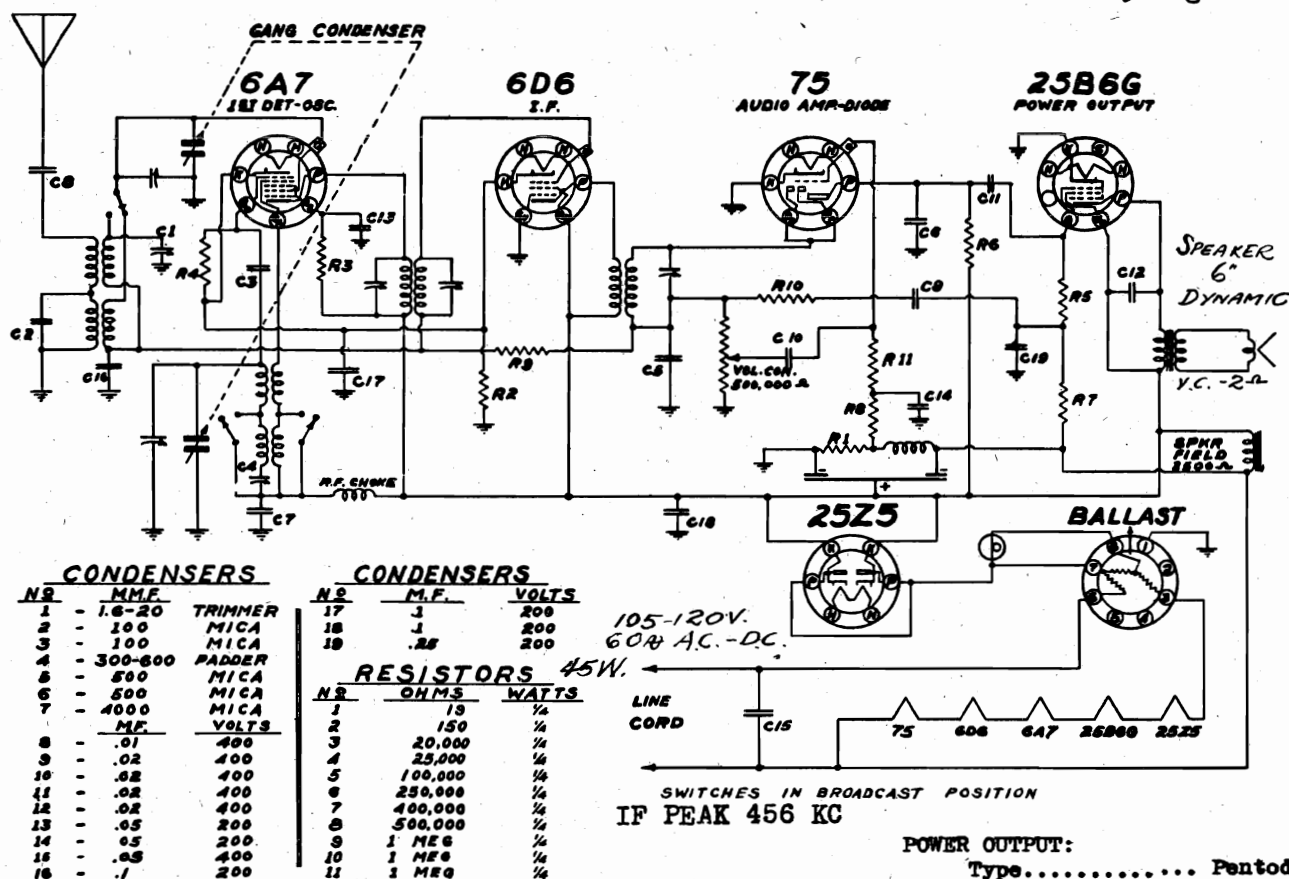 GANG CONDENSER
6A7
1ST DET-OSC.
6D6
I.F.
75
AUDIO AMP-DIODE
25B6G
POWER OUTPUT
C8
C1
C2
C16
R4
C3
R3
C13
C17
R2
R9
C5
R10
C9
C10
VOL. CON.
500,000 Ω
R11
R8
C14
R1
C6
R6
C11
R5
C19
R7
C12
SPEAKER
6"
DYNAMIC
V.C. -2Ω
SPKR
FIELD
2500Ω
C4
C7
R.F. CHOKE
C18
25Z5
BALLAST
CONDENSERS
Nº M.M.F.
1 - 1.6-20 TRIMMER
2 - 100 MICA
3 - 100 MICA
4 - 300-600 PADDER
5 - 500 MICA
6 - 500 MICA
7 - 4000 MICA
M.F. VOLTS
8 - .01 400
9 - .02 400
10 - .02 400
11 - .02 400
12 - .02 400
13 - .05 200
14 - .05 200
15 - .05 400
16 - .1 200
CONDENSERS
Nº M.F. VOLTS
17 .1 200
18 .1 200
19 .25 200
RESISTORS
Nº OHMS WATTS
1 19 ¼
2 150 ¼
3 20,000 ¼
4 25,000 ¼
5 100,000 ¼
6 250,000 ¼
7 400,000 ¼
8 500,000 ¼
9 1 MEG ¼
10 1 MEG ¼
11 1 MEG ¼
105-120V.
60~ A.C.-D.C.
45W.
LINE
CORD
C15
75 6D6 6A7 25B6G 25Z5
SWITCHES IN BROADCAST POSITION
IF PEAK 456 KC
POWER OUTPUT:
Type............. Pentod